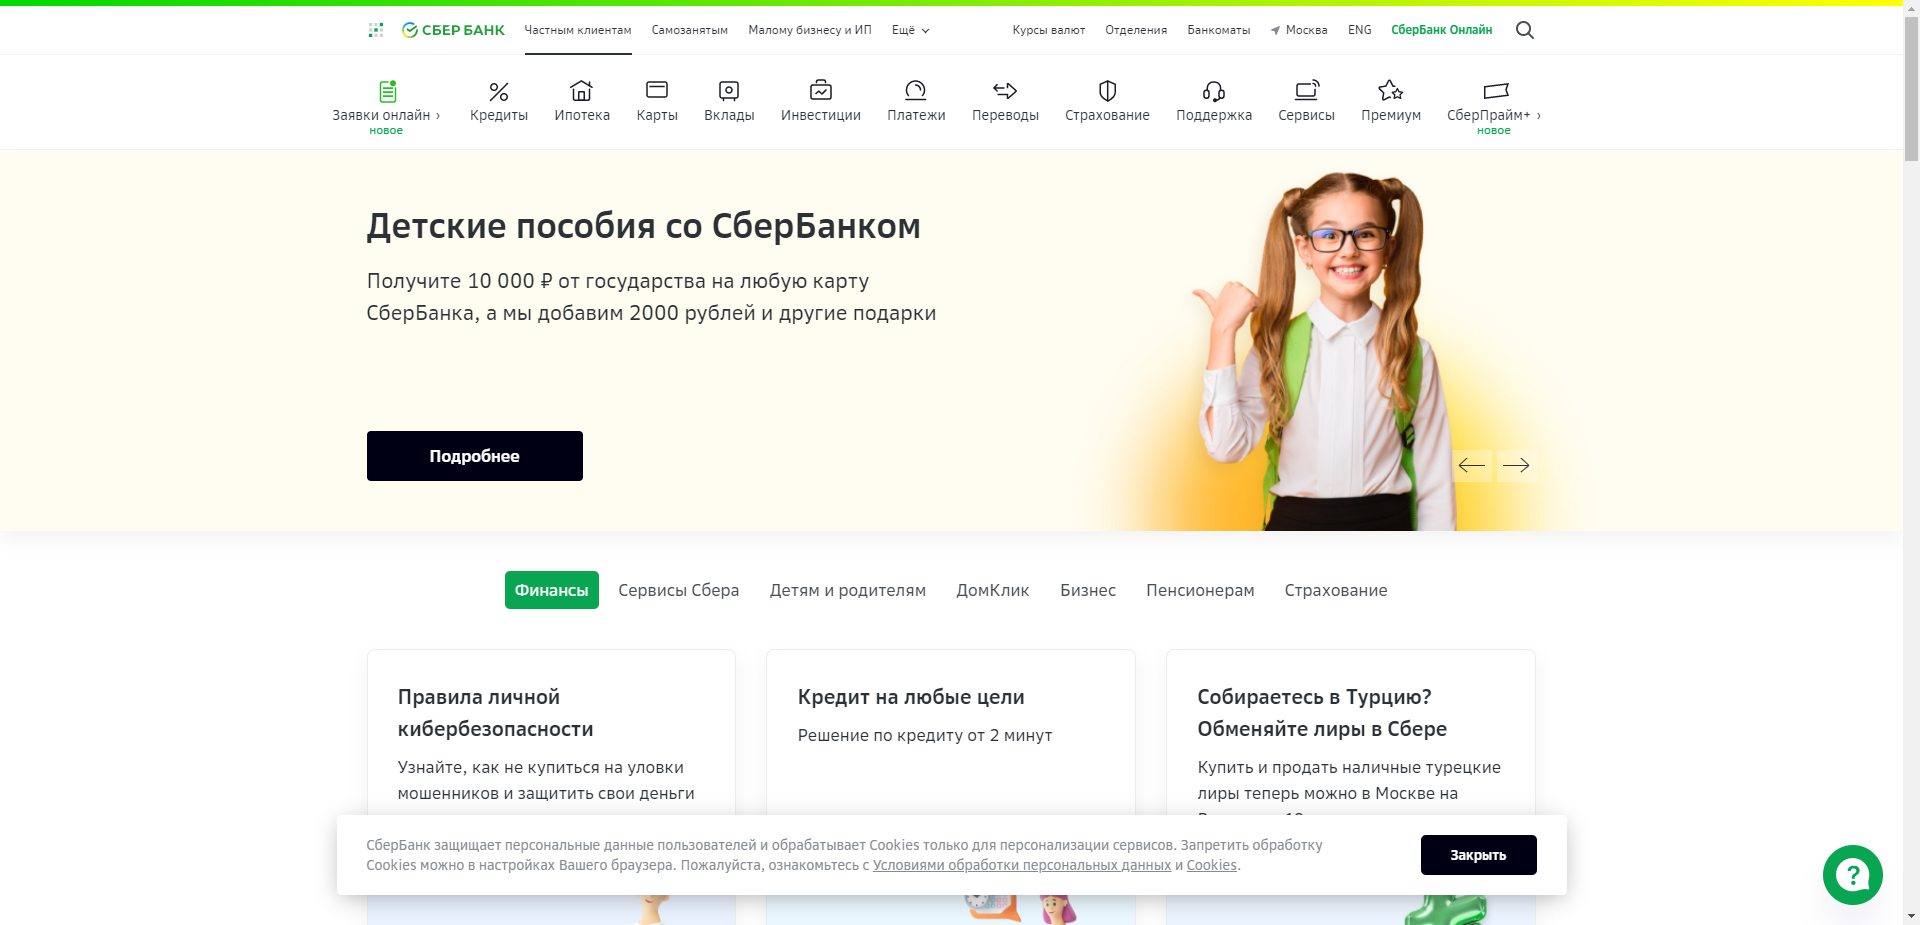 СБЕР БАНК
Частным клиентам
Самозанятым
Малому бизнесу и ИП
Ещё
Курсы валют
Отделения
Банкоматы
Москва
ENG
СберБанк Онлайн
Заявки онлайн ›
новое
Кредиты
Ипотека
Карты
Вклады
Инвестиции
Платежи
Переводы
Страхование
Поддержка
Сервисы
Премиум
СберПрайм+ ›
новое
Детские пособия со СберБанком
Получите 10 000 ₽ от государства на любую карту
СберБанка, а мы добавим 2000 рублей и другие подарки
Подробнее
Финансы
Сервисы Сбера
Детям и родителям
ДомКлик
Бизнес
Пенсионерам
Страхование
Правила личной
кибербезопасности
Узнайте, как не купиться на уловки
мошенников и защитить свои деньги
Кредит на любые цели
Решение по кредиту от 2 минут
Собираетесь в Турцию?
Обменяйте лиры в Сбере
Купить и продать наличные турецкие
лиры теперь можно в Москве на
СберБанк защищает персональные данные пользователей и обрабатывает Cookies только для персонализации сервисов. Запретить обработку
Cookies можно в настройках Вашего браузера. Пожалуйста, ознакомьтесь с Условиями обработки персональных данных и Cookies.
Закрыть
?